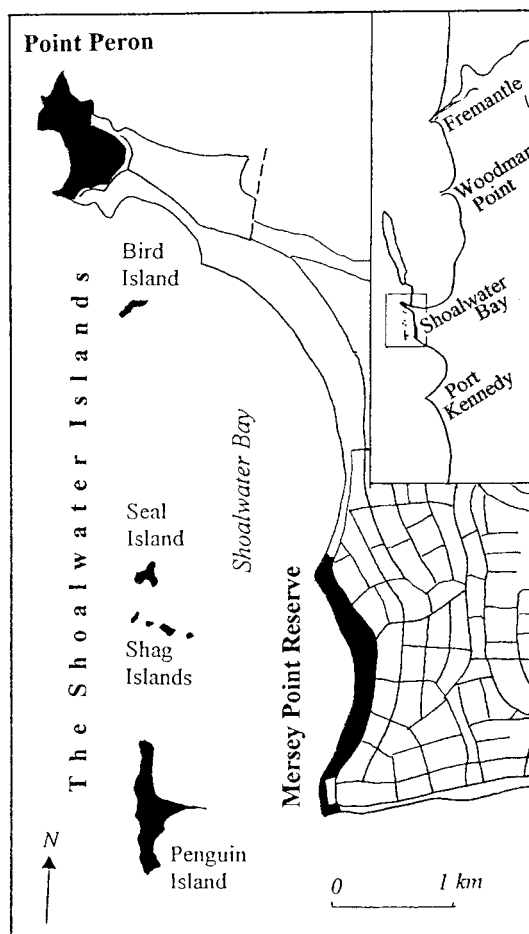 Point Peron
Fremantle
Woodman
Point
Bird
Island
Shoalwater
Bay
Port
Kennedy
The Shoalwater Islands
Shoalwater Bay
Seal
Island
Shag
Islands
Mersey Point Reserve
Penguin
Island
N
0 1 km